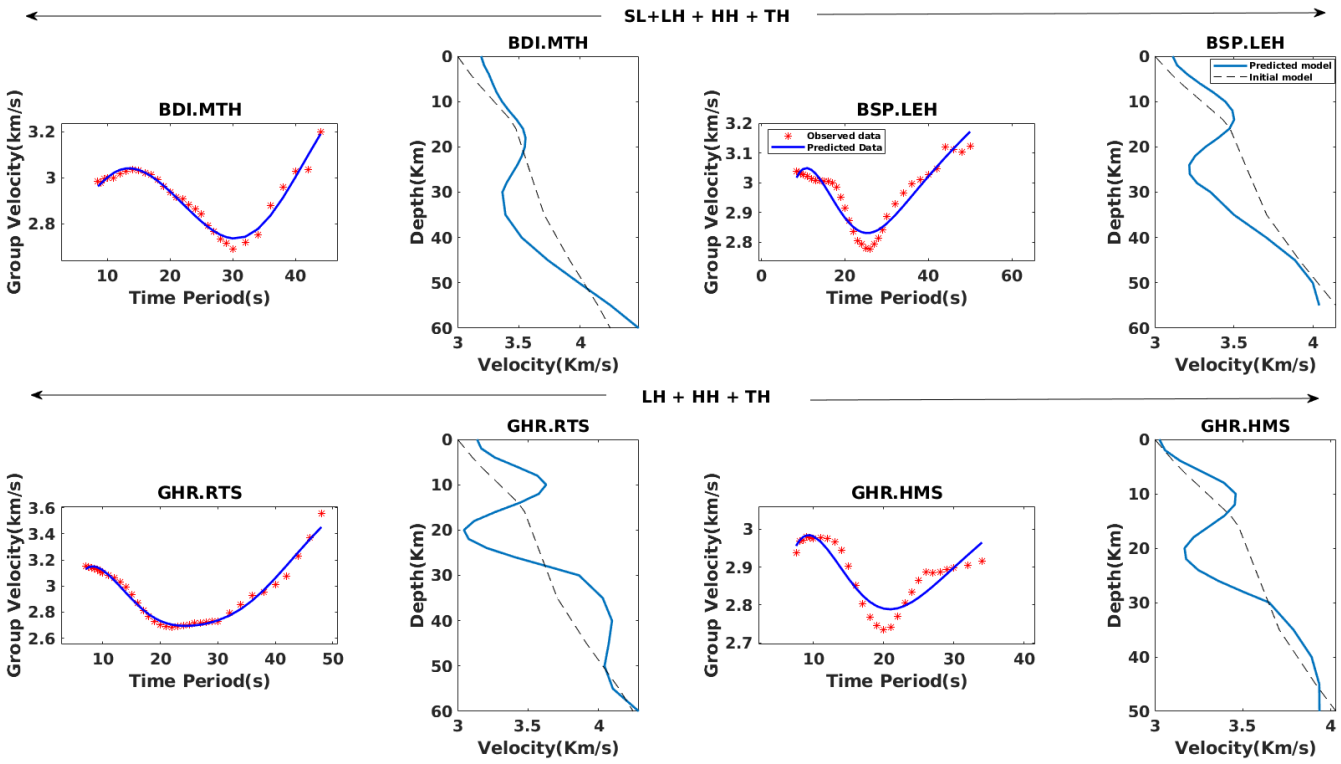 SL+LH + HH + TH
BDI.MTH
Group Velocity(km/s)
3.2
3
2.8
10 20 30 40
Time Period(s)
BDI.MTH
Depth(Km)
0
10
20
30
40
50
60
3 3.5 4
Velocity(Km/s)
BSP.LEH
Observed data
Predicted Data
Group Velocity(km/s)
3.2
3.1
3
2.9
2.8
0 20 40 60
Time Period(s)
BSP.LEH
Predicted model
Initial model
Depth(Km)
0
10
20
30
40
50
60
3 3.5 4
Velocity(Km/s)
LH + HH + TH
GHR.RTS
Group Velocity(km/s)
3.6
3.4
3.2
3
2.8
2.6
10 20 30 40 50
Time Period(s)
GHR.RTS
Depth(Km)
0
10
20
30
40
50
60
3 3.5 4
Velocity(Km/s)
GHR.HMS
Group Velocity(km/s)
3
2.9
2.8
2.7
10 20 30 40
Time Period(s)
GHR.HMS
Depth(Km)
0
10
20
30
40
50
3 3.5 4
Velocity(Km/s)